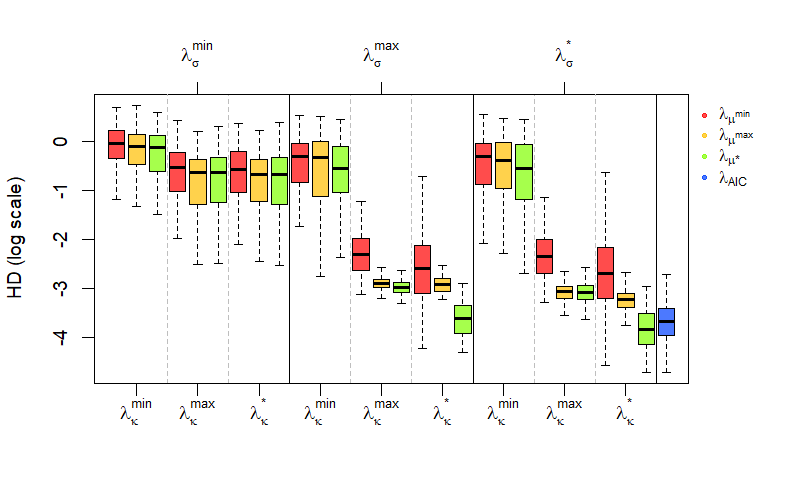 λσmin λσmax λσ*
HD (log scale)
0
-1
-2
-3
-4
λκmin λκmax λκ* λκmin λκmax λκ* λκmin λκmax λκ*
λμmin
λμmax
λμ*
λAIC